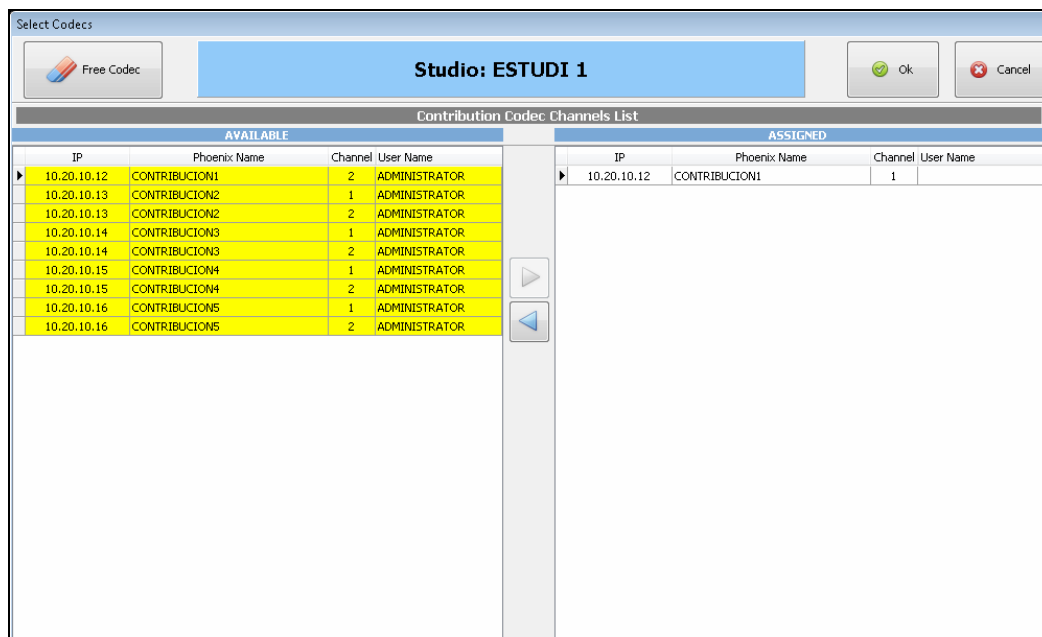 Select Codecs
Free Codec
Studio: ESTUDI 1
Ok
Cancel
Contribution Codec Channels List
AVAILABLE
IP Phoenix Name Channel User Name
10.20.10.12 CONTRIBUCION1 2 ADMINISTRATOR
10.20.10.13 CONTRIBUCION2 1 ADMINISTRATOR
10.20.10.13 CONTRIBUCION2 2 ADMINISTRATOR
10.20.10.14 CONTRIBUCION3 1 ADMINISTRATOR
10.20.10.14 CONTRIBUCION3 2 ADMINISTRATOR
10.20.10.15 CONTRIBUCION4 1 ADMINISTRATOR
10.20.10.15 CONTRIBUCION4 2 ADMINISTRATOR
10.20.10.16 CONTRIBUCION5 1 ADMINISTRATOR
10.20.10.16 CONTRIBUCION5 2 ADMINISTRATOR
ASSIGNED
IP Phoenix Name Channel User Name
10.20.10.12 CONTRIBUCION1 1